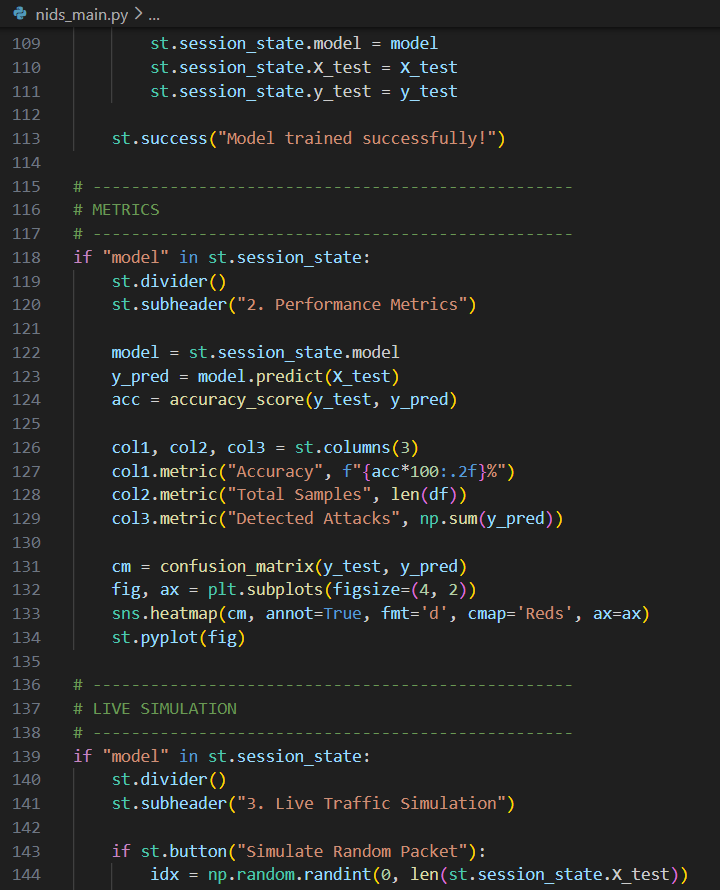 nids_main.py > ...
109 st.session_state.model = model
110 st.session_state.X_test = X_test
111 st.session_state.y_test = y_test
112
113 st.success("Model trained successfully!")
114
115 # --------------------------------------------------
116 # METRICS
117 # --------------------------------------------------
118 if "model" in st.session_state:
119 st.divider()
120 st.subheader("2. Performance Metrics")
121
122 model = st.session_state.model
123 y_pred = model.predict(X_test)
124 acc = accuracy_score(y_test, y_pred)
125
126 col1, col2, col3 = st.columns(3)
127 col1.metric("Accuracy", f"{acc*100:.2f}%")
128 col2.metric("Total Samples", len(df))
129 col3.metric("Detected Attacks", np.sum(y_pred))
130
131 cm = confusion_matrix(y_test, y_pred)
132 fig, ax = plt.subplots(figsize=(4, 2))
133 sns.heatmap(cm, annot=True, fmt='d', cmap='Reds', ax=ax)
134 st.pyplot(fig)
135
136 # --------------------------------------------------
137 # LIVE SIMULATION
138 # --------------------------------------------------
139 if "model" in st.session_state:
140 st.divider()
141 st.subheader("3. Live Traffic Simulation")
142
143 if st.button("Simulate Random Packet"):
144 idx = np.random.randint(0, len(st.session_state.X_test))